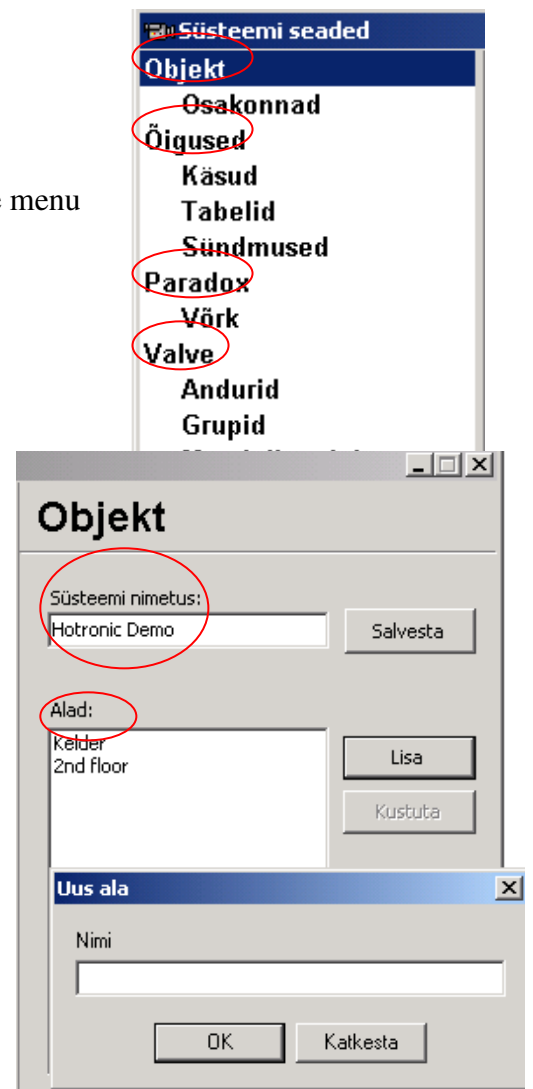 Süsteemi seaded
Objekt
Osakonnad
Õigused
Käsud
menu
Tabelid
Sündmused
Paradox
Võrk
Valve
Andurid
Grupid
Objekt
Süsteemi nimetus:
Hotronic Demo
Salvesta
Alad:
Kelder
2nd floor
Lisa
Kustuta
Uus ala
Nimi
OK Katkesta